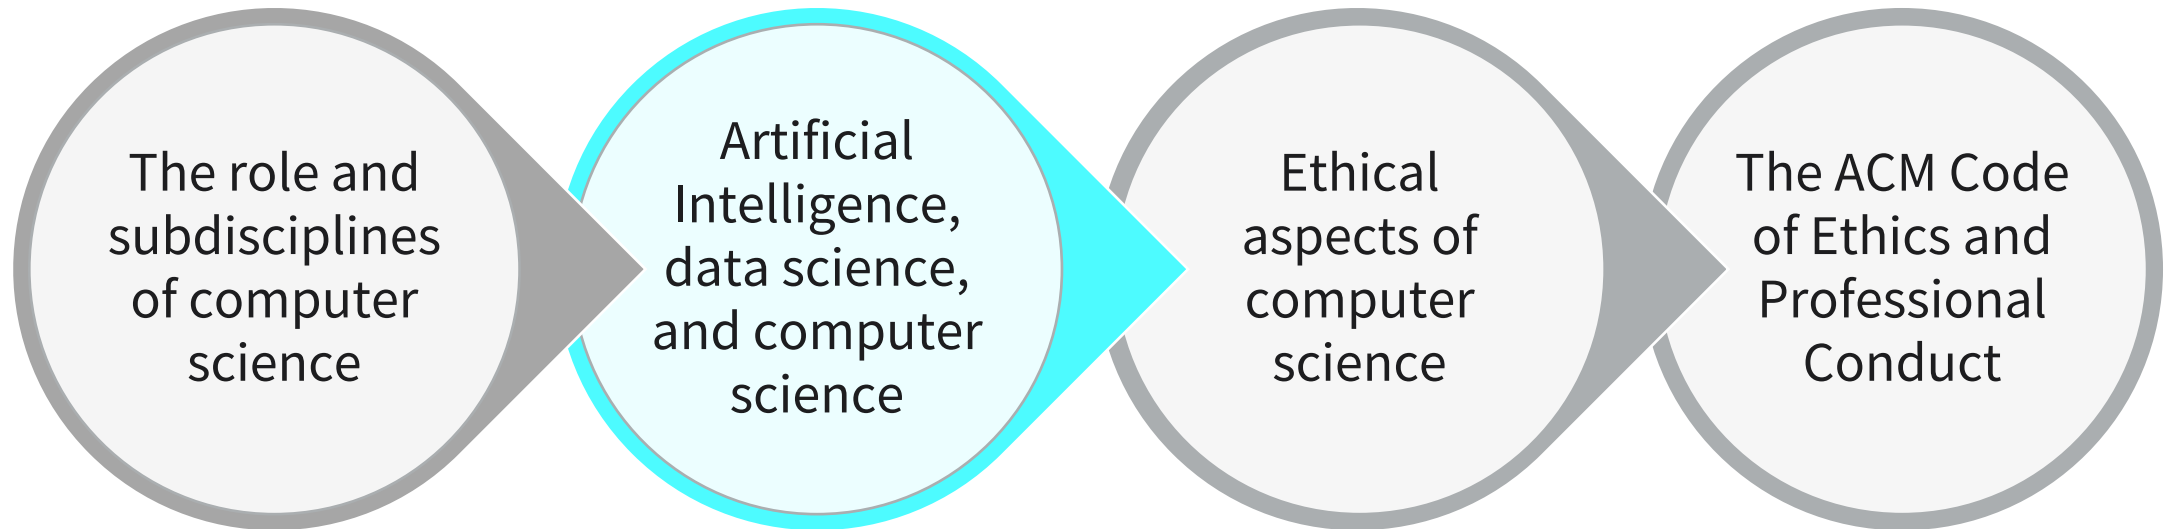 The role and
subdisciplines
of computer
science
Artificial
Intelligence,
data science,
and computer
science
Ethical
aspects of
computer
science
The ACM Code
of Ethics and
Professional
Conduct